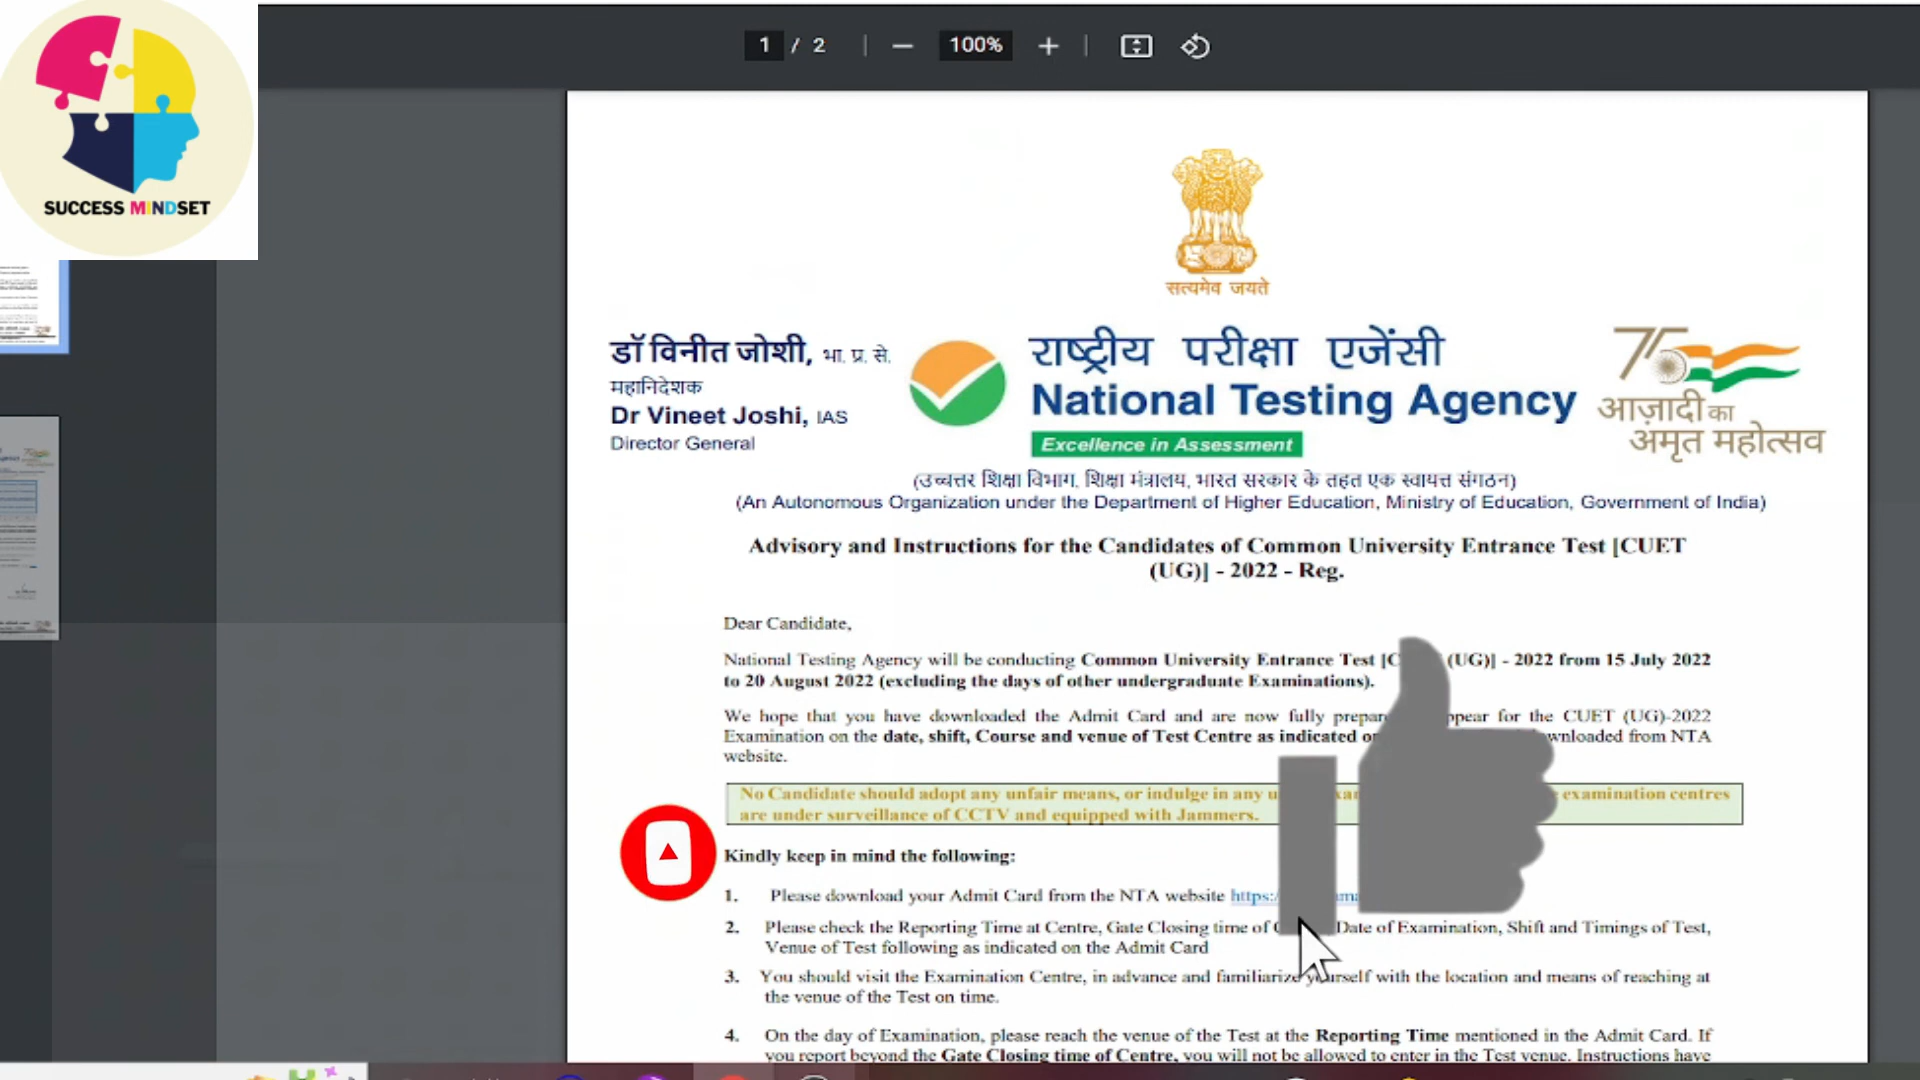 1 / 2
100%
SUCCESS MINDSET
सत्यमेव जयते
डॉ विनीत जोशी, भा. प्र. से.
महानिदेशक
Dr Vineet Joshi, IAS
Director General
राष्ट्रीय परीक्षा एजेंसी
National Testing Agency
Excellence in Assessment
75
आज़ादी का
अमृत महोत्सव
(उच्चत्तर शिक्षा विभाग, शिक्षा मंत्रालय, भारत सरकार के तहत एक स्वायत्त संगठन)
(An Autonomous Organization under the Department of Higher Education, Ministry of Education, Government of India)
Advisory and Instructions for the Candidates of Common University Entrance Test [CUET
(UG)] - 2022 - Reg.
Dear Candidate,
National Testing Agency will be conducting Common University Entrance Test (UG)] - 2022 from 15 July 2022
to 20 August 2022 (excluding the days of other undergraduate Examinations).
We hope that you have downloaded the Admit Card and are now fully for the CUET (UG)-2022
Examination on the date, shift, Course and venue of Test Centre as indicated from NTA
website.
No Candidate should adopt any unfair means, or indulge in any examination centres
are under surveillance of CCTV and equipped with Jammers.
Kindly keep in mind the following:
1. Please download your Admit Card from the NTA website
2. Please check the Reporting Time at Centre, Gate Closing time of Date of Examination, Shift and Timings of Test,
Venue of Test following as indicated on the Admit Card
3. You should visit the Examination Centre, in advance and familiarize yourself with the location and means of reaching at
the venue of the Test on time.
4. On the day of Examination, please reach the venue of the Test at the Reporting Time mentioned in the Admit Card. If
you report beyond the Gate Closing time of Centre, you will not be allowed to enter in the Test venue. Instructions have